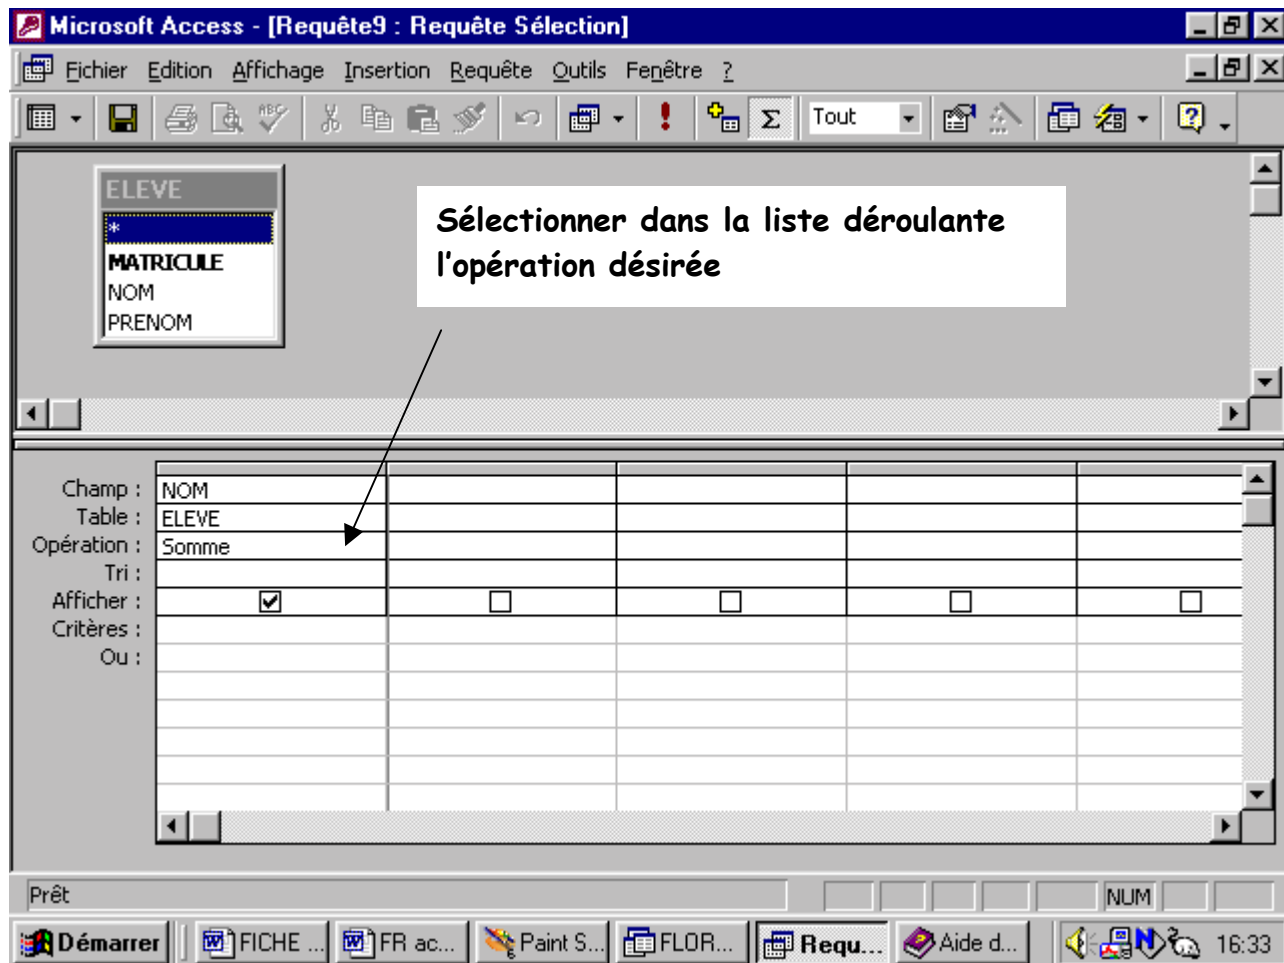 Microsoft Access - [Requête9 : Requête Sélection]
Fichier Edition Affichage Insertion Requête Outils Fenêtre ?
ABC Σ Tout
ELEVE
*
MATRICULE
NOM
PRENOM
Sélectionner dans la liste déroulante
l'opération désirée
Champ : NOM
Table : ELEVE
Opération : Somme
Tri :
Afficher :
Critères :
Ou :
Prêt NUM
Démarrer FICHE ... FR ac... Paint S... FLOR... Requ... Aide d... N 16:33